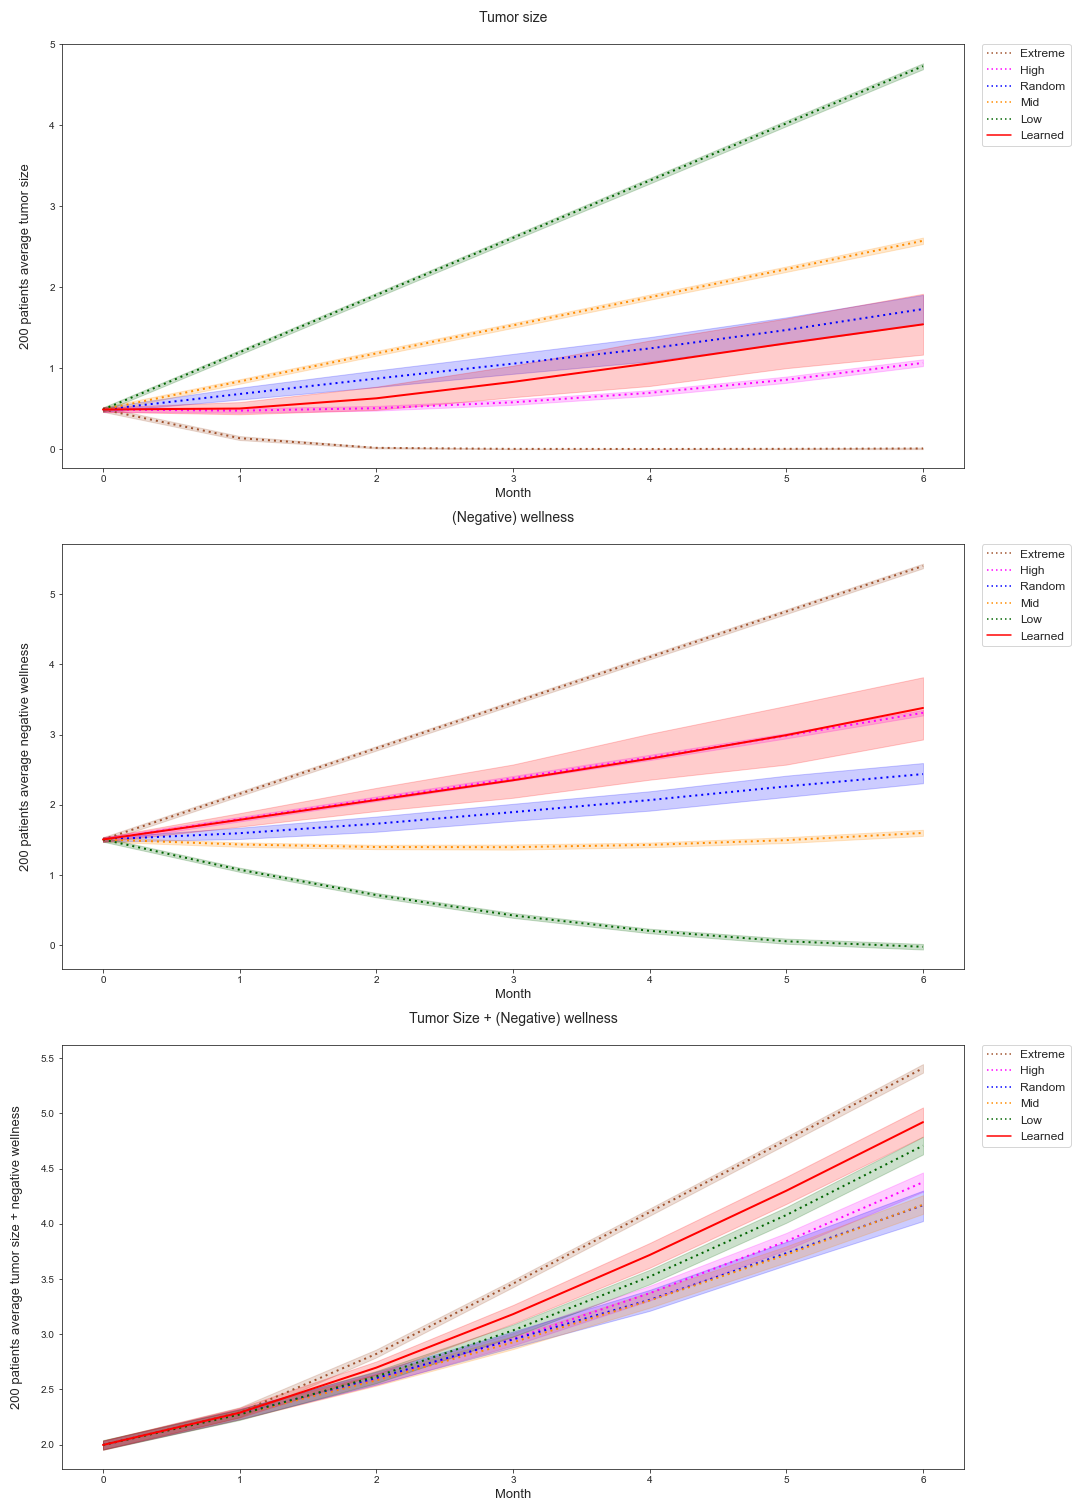 Tumor size
5
4
3
2
1
0
200 patients average tumor size
0 1 2 3 4 5 6
Month
Extreme
High
Random
Mid
Low
Learned
(Negative) wellness
5
4
3
2
1
0
200 patients average negative wellness
0 1 2 3 4 5 6
Month
Extreme
High
Random
Mid
Low
Learned
Tumor Size + (Negative) wellness
5.5
5.0
4.5
4.0
3.5
3.0
2.5
2.0
200 patients average tumor size + negative wellness
0 1 2 3 4 5 6
Month
Extreme
High
Random
Mid
Low
Learned